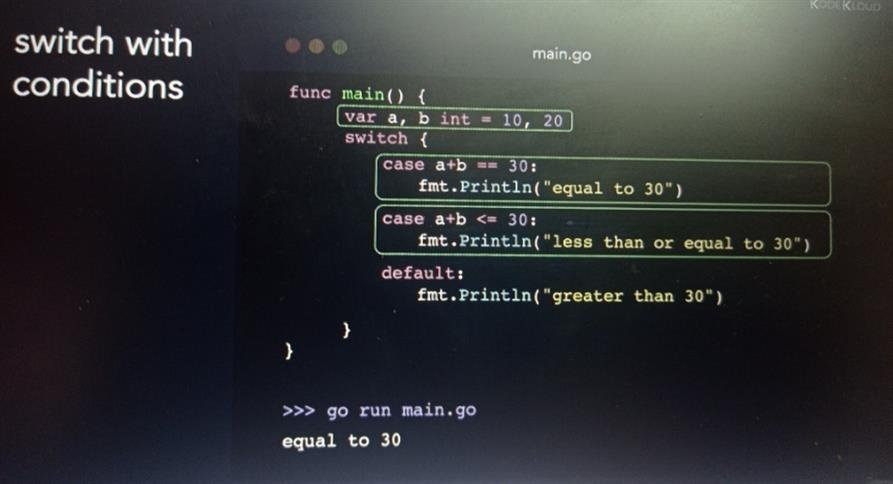 KODEKLOUD
switch with
conditions
main.go
func main() {
var a, b int = 10, 20
switch {
case a+b == 30:
fmt.Println("equal to 30")
case a+b <= 30:
fmt.Println("less than or equal to 30")
default:
fmt.Println("greater than 30")
}
}
>>> go run main.go
equal to 30